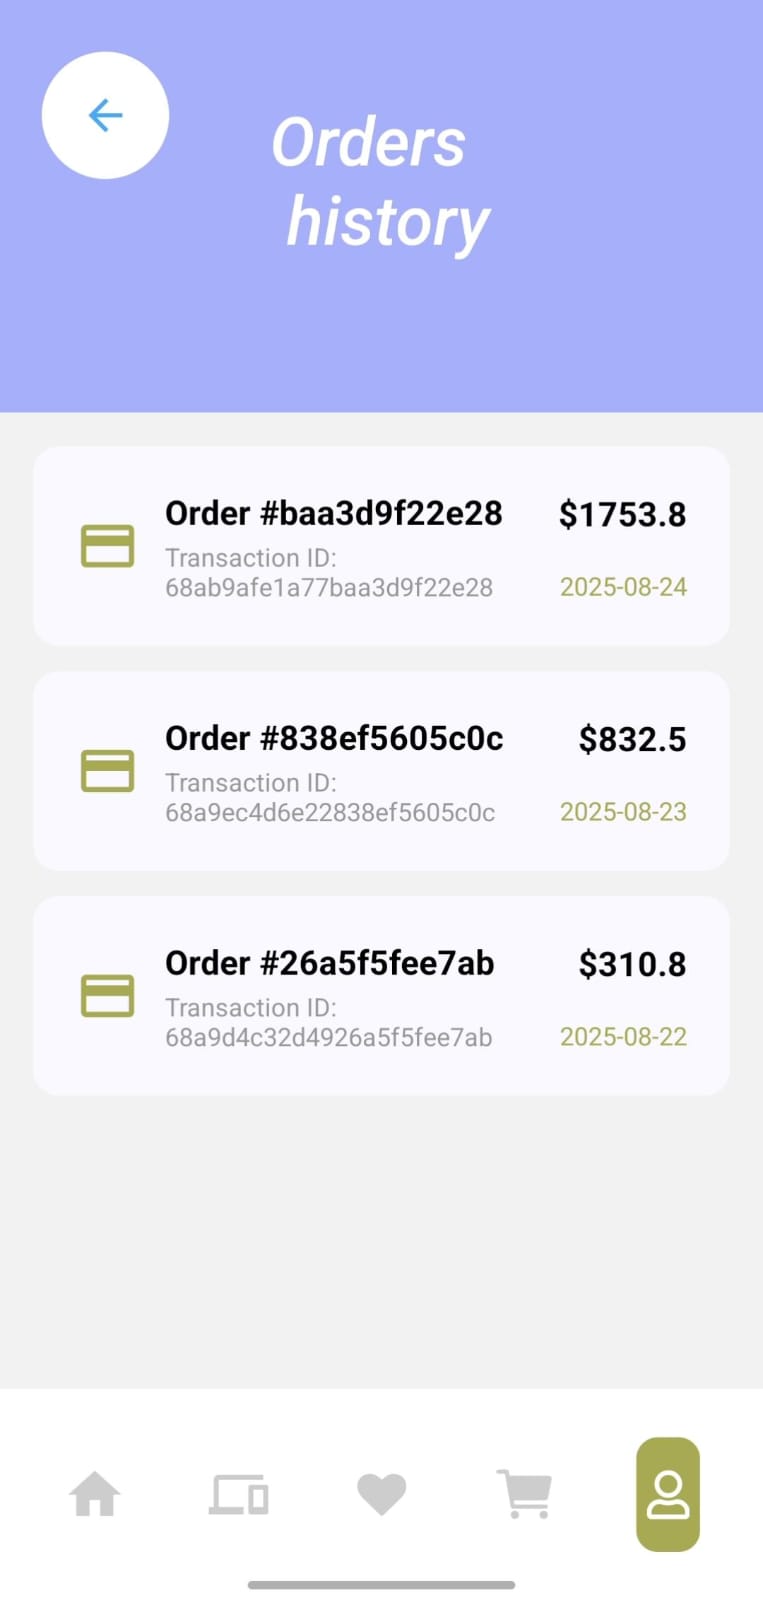 Orders
history
Order #baa3d9f22e28
$1753.8
Transaction ID:
68ab9afe1a77baa3d9f22e28
2025-08-24
Order #838ef5605c0c
$832.5
Transaction ID:
68a9ec4d6e22838ef5605c0c
2025-08-23
Order #26a5f5fee7ab
$310.8
Transaction ID:
68a9d4c32d4926a5f5fee7ab
2025-08-22